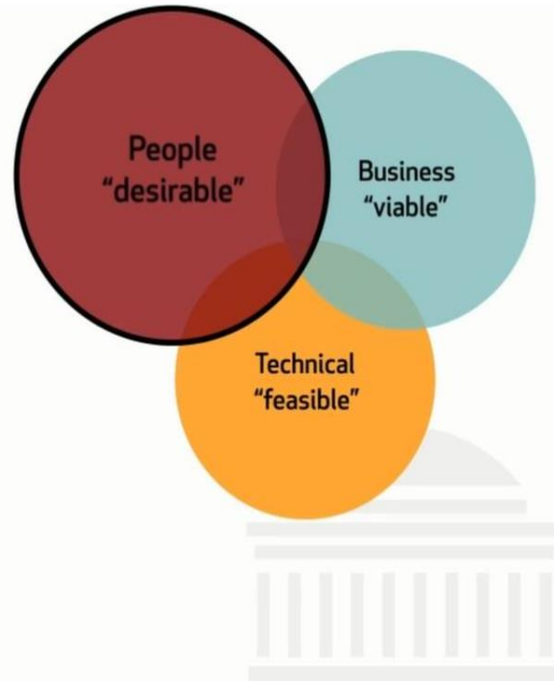 People
“desirable”
Business
“viable”
Technical
“feasible”